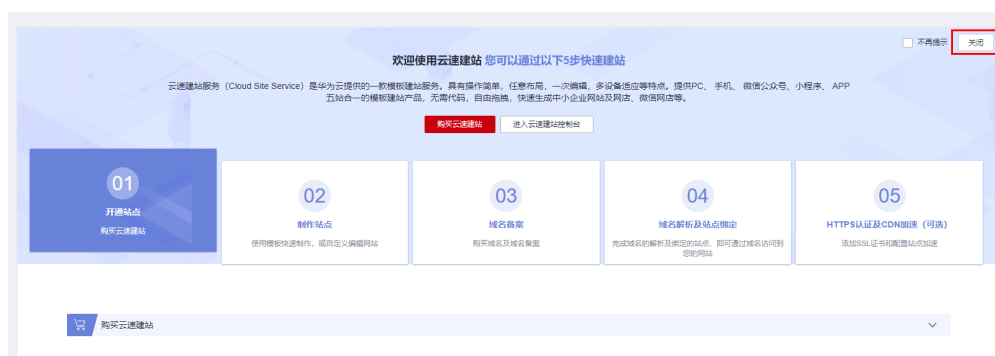 不再提示
关闭
欢迎使用云速建站 您可以通过以下5步快速建站
云速建站服务（Cloud Site Service）是华为云提供的一款模板建站服务。具有操作简单，任意布局，一次编辑，多设备适应等特点。提供PC、 手机、 微信公众号、 小程序、 APP
五站合一的模板建站产品，无需代码，自由拖拽，快速生成中小企业网站及网店、微信网店等。
购买云速建站
进入云速建站控制台
01
开通站点
购买云速建站
02
制作站点
使用模板快速制作，或自定义编辑网站
03
域名备案
购买域名及域名备案
04
域名解析及站点绑定
完成域名的解析及绑定的站点，即可通过域名访问到
您的网站
05
HTTPS认证及CDN加速（可选）
添加SSL证书和配置站点加速
购买云速建站